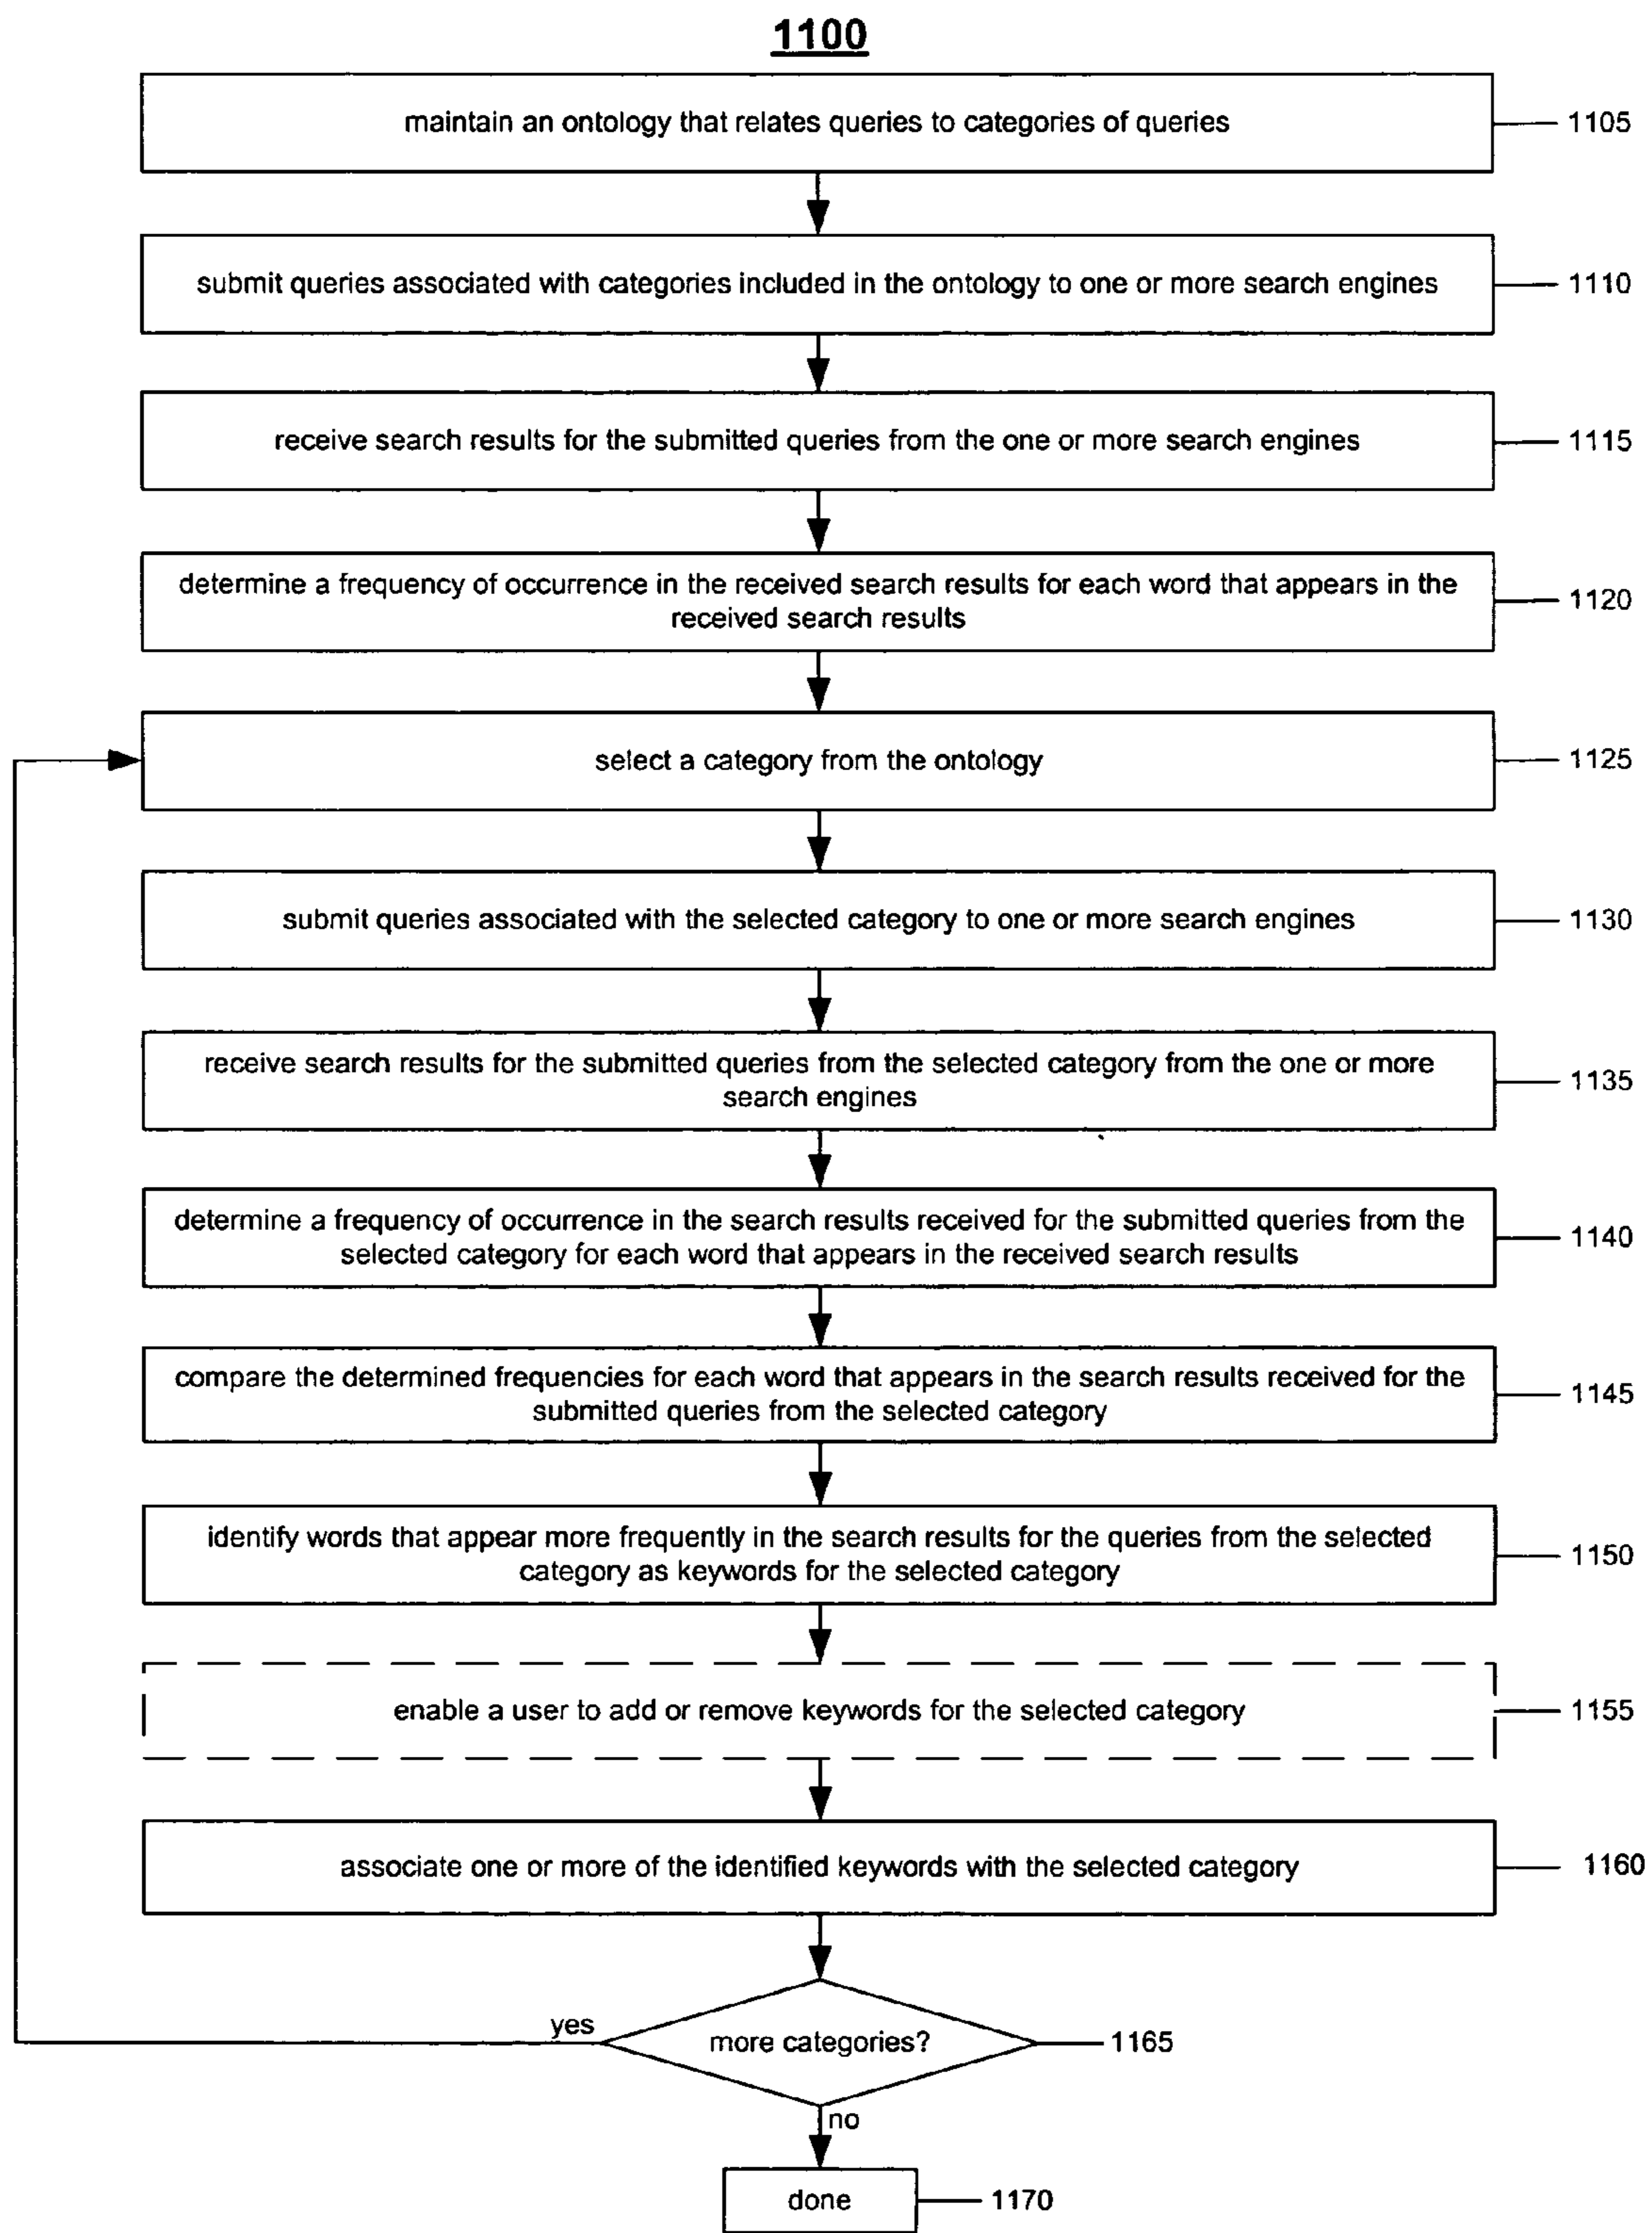 1100
maintain an ontology that relates queries to categories of queries
1105
submit queries associated with categories included in the ontology to one or more search engines
1110
receive search results for the submitted queries from the one or more search engines
1115
determine a frequency of occurrence in the received search results for each word that appears in the
received search results
1120
select a category from the ontology
1125
submit queries associated with the selected category to one or more search engines
1130
receive search results for the submitted queries from the selected category from the one or more
search engines
1135
determine a frequency of occurrence in the search results received for the submitted queries from the
selected category for each word that appears in the received search results
1140
compare the determined frequencies for each word that appears in the search results received for the
submitted queries from the selected category
1145
identify words that appear more frequently in the search results for the queries from the selected
category as keywords for the selected category
1150
enable a user to add or remove keywords for the selected category
1155
associate one or more of the identified keywords with the selected category
1160
yes
more categories?
1165
no
done
1170